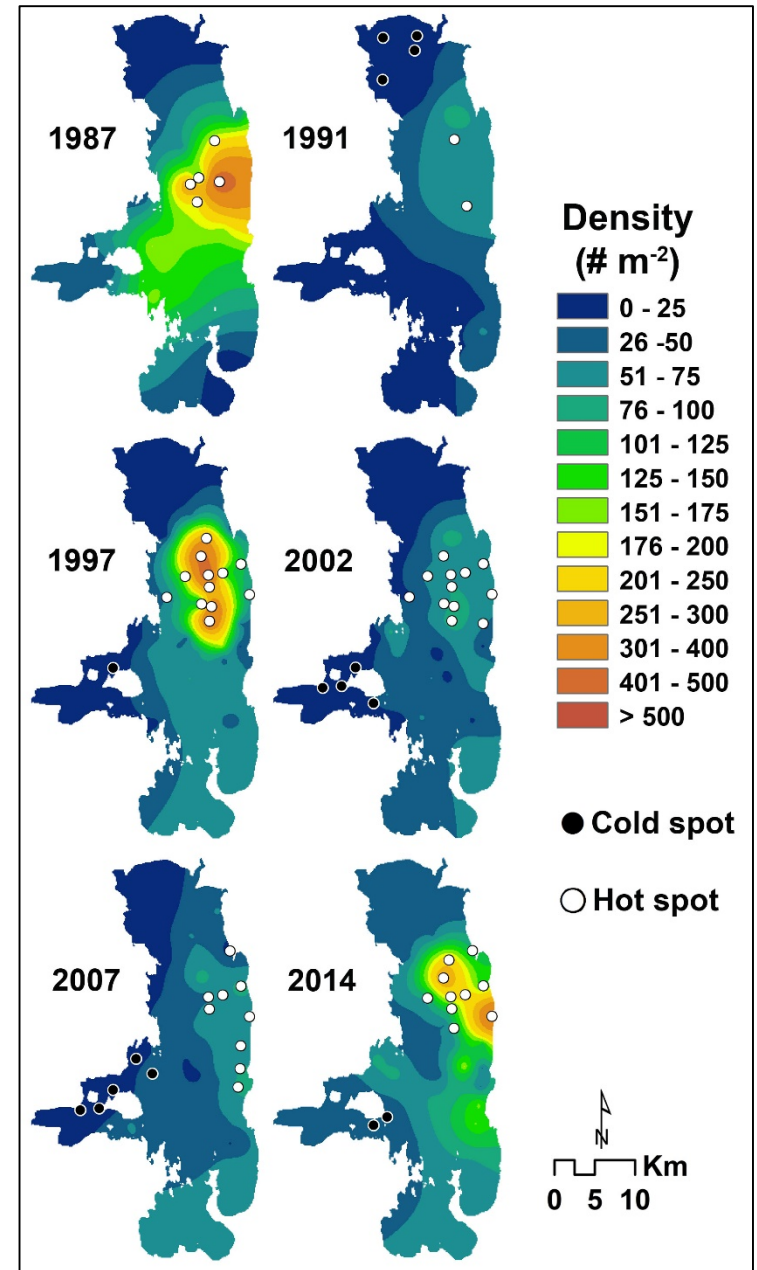 1987
1991
Density
(# m-2)
0 - 25
26 -50
51 - 75
76 - 100
101 - 125
125 - 150
151 - 175
176 - 200
201 - 250
251 - 300
301 - 400
401 - 500
> 500
1997
2002
Cold spot
Hot spot
2007
2014
N
Km
0 5 10